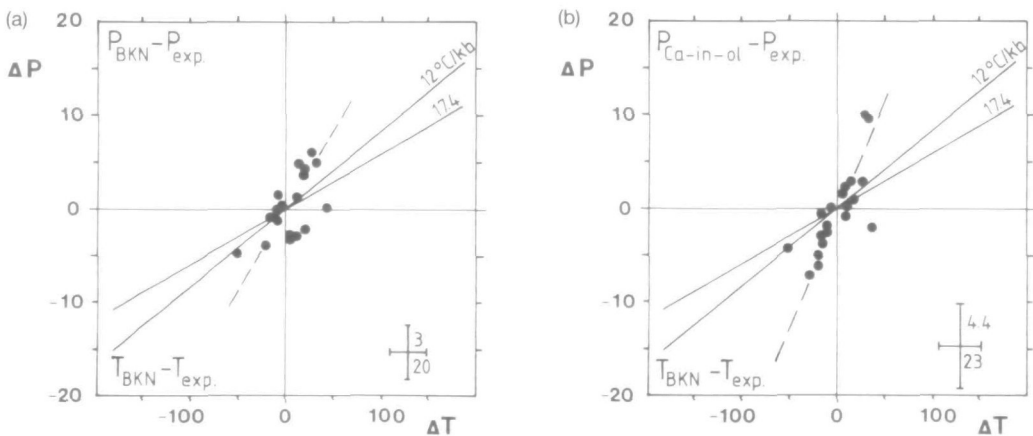 (a)
20
P_BKN – P_exp.
ΔP
10
0
-10
-20
12°C/kb
17.4
3
20
T_BKN – T_exp.
-100
0
100
ΔT
(b)
20
P_Ca-in-ol – P_exp.
ΔP
10
0
-10
-20
12°C/kb
17.4
4.4
23
T_BKN – T_exp.
-100
0
100
ΔT